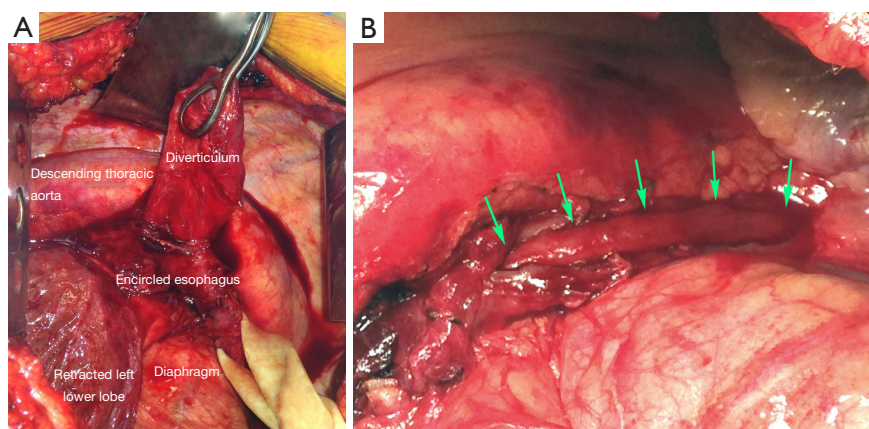 A
B
Diverticulum
Descending thoracic
aorta
Encircled esophagus
Diaphragm
Retracted left
lower lobe